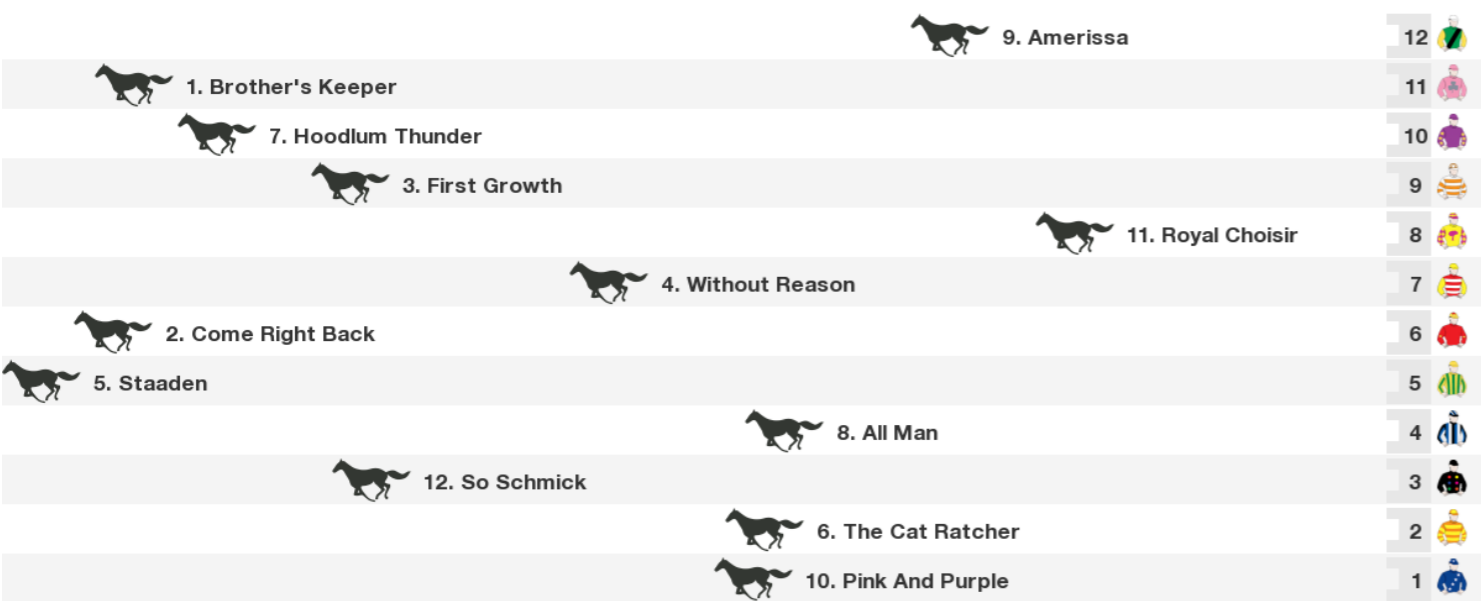 9. Amerissa 12
1. Brother's Keeper 11
7. Hoodlum Thunder 10
3. First Growth 9
11. Royal Choisir 8
4. Without Reason 7
2. Come Right Back 6
5. Staaden 5
8. All Man 4
12. So Schmick 3
6. The Cat Ratcher 2
10. Pink And Purple 1